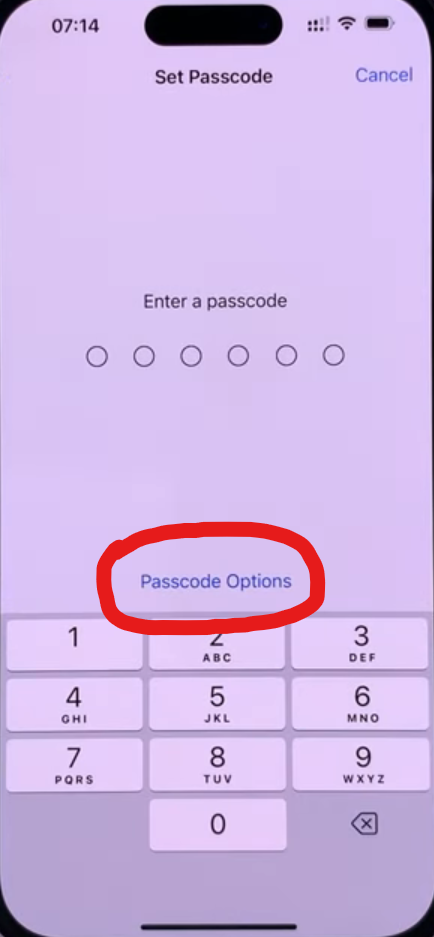 07:14
Set Passcode
Cancel
Enter a passcode
Passcode Options
1
2
ABC
3
DEF
4
GHI
5
JKL
6
MNO
7
PQRS
8
TUV
9
WXYZ
0